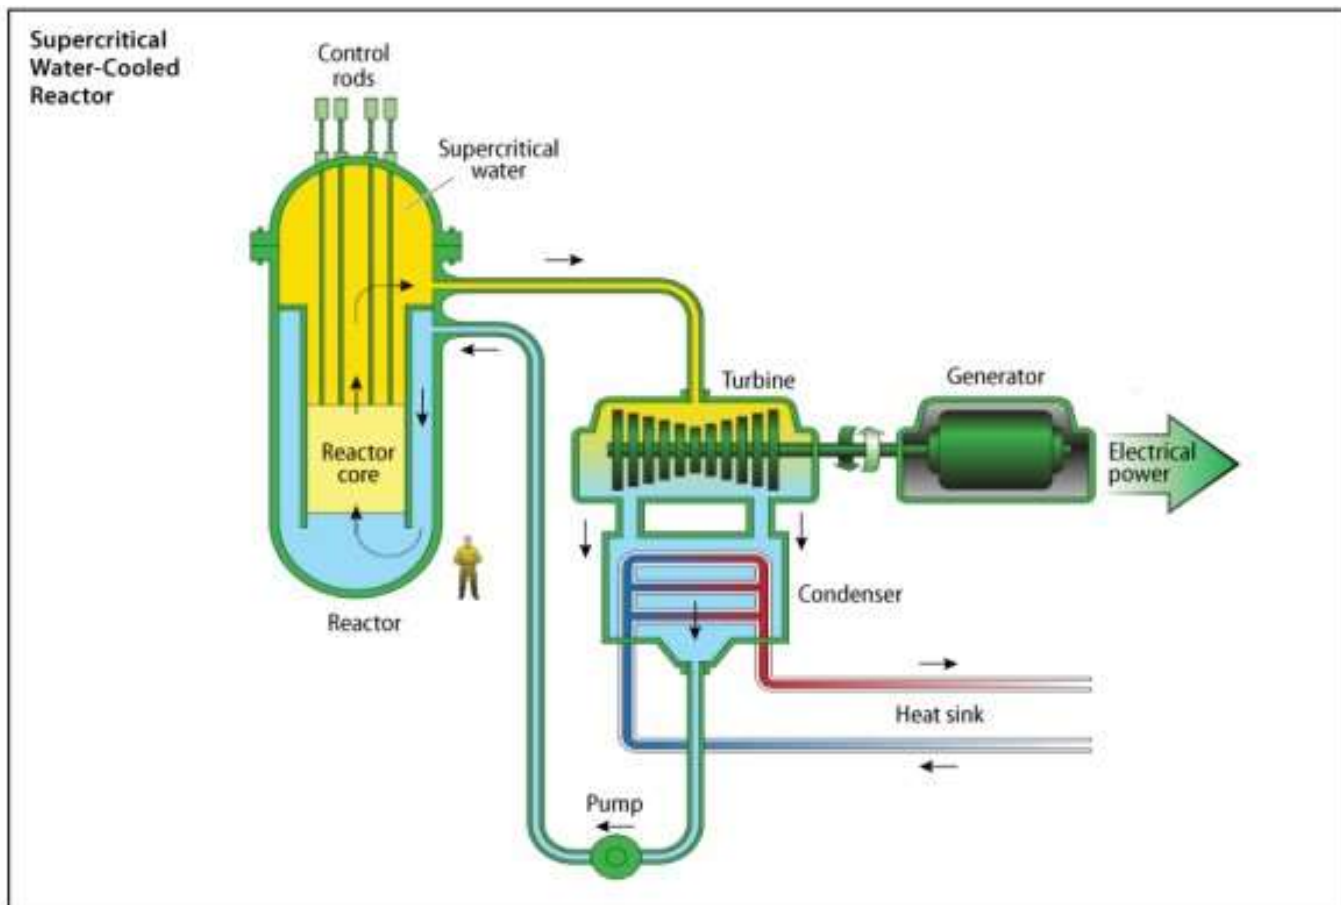 Supercritical
Water-Cooled
Reactor
Control
rods
Supercritical
water
Turbine
Generator
Reactor
core
Electrical
power
Condenser
Reactor
Heat sink
Pump